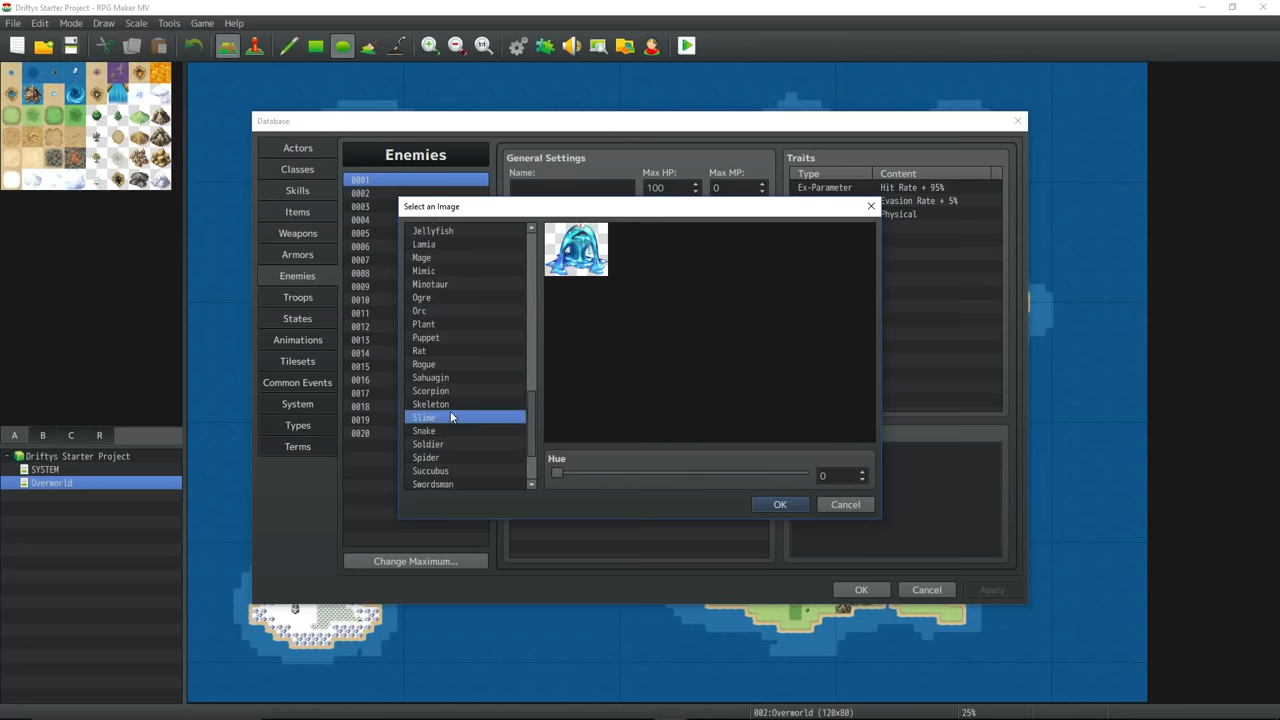 Driftys Starter Project - RPG Maker MV
File Edit Mode Draw Scale Tools Game Help
Database
Actors
Classes
Skills
Items
Weapons
Armors
Enemies
Troops
States
Animations
Tilesets
Common Events
System
Types
Terms
Enemies
0001
0002
0003
0004
0005
0006
0007
0008
0009
0010
0011
0012
0013
0014
0015
0016
0017
0018
0019
0020
Change Maximum...
General Settings
Name: Max HP: Max MP:
100 0
Traits
Type Content
Ex-Parameter Hit Rate + 95%
Evasion Rate + 5%
Physical
Select an Image
Jellyfish
Lamia
Mage
Mimic
Minotaur
Ogre
Orc
Plant
Puppet
Rat
Rogue
Sahuagin
Scorpion
Skeleton
Slime
Snake
Soldier
Spider
Succubus
Swordsman
Hue
0
OK Cancel
OK Cancel Apply
A B C R
Driftys Starter Project
SYSTEM
Overworld
002:Overworld (120x80) 25%